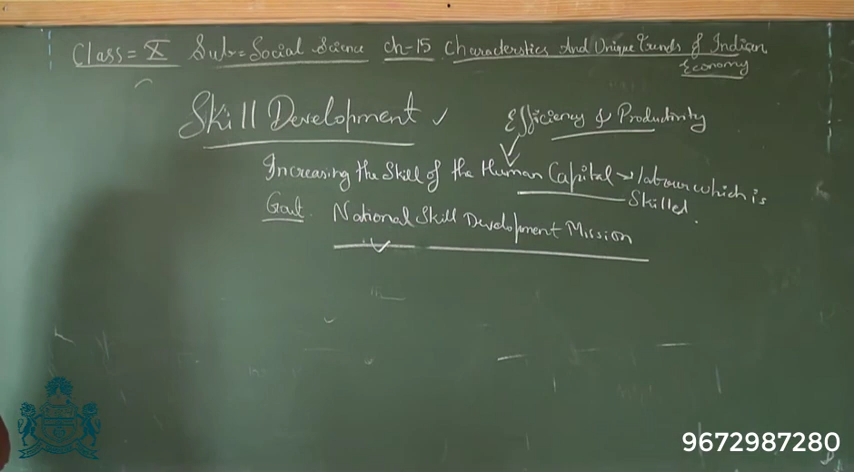 Class = X Sub = Social Science Ch-15 Characterstics And Unique Trends of Indian
Economy
Skill Development ✓
Efficiency & Productivity
Increasing the Skill of the Human Capital → labour which is
Skilled.
Govt. National Skill Development Mission
9672987280